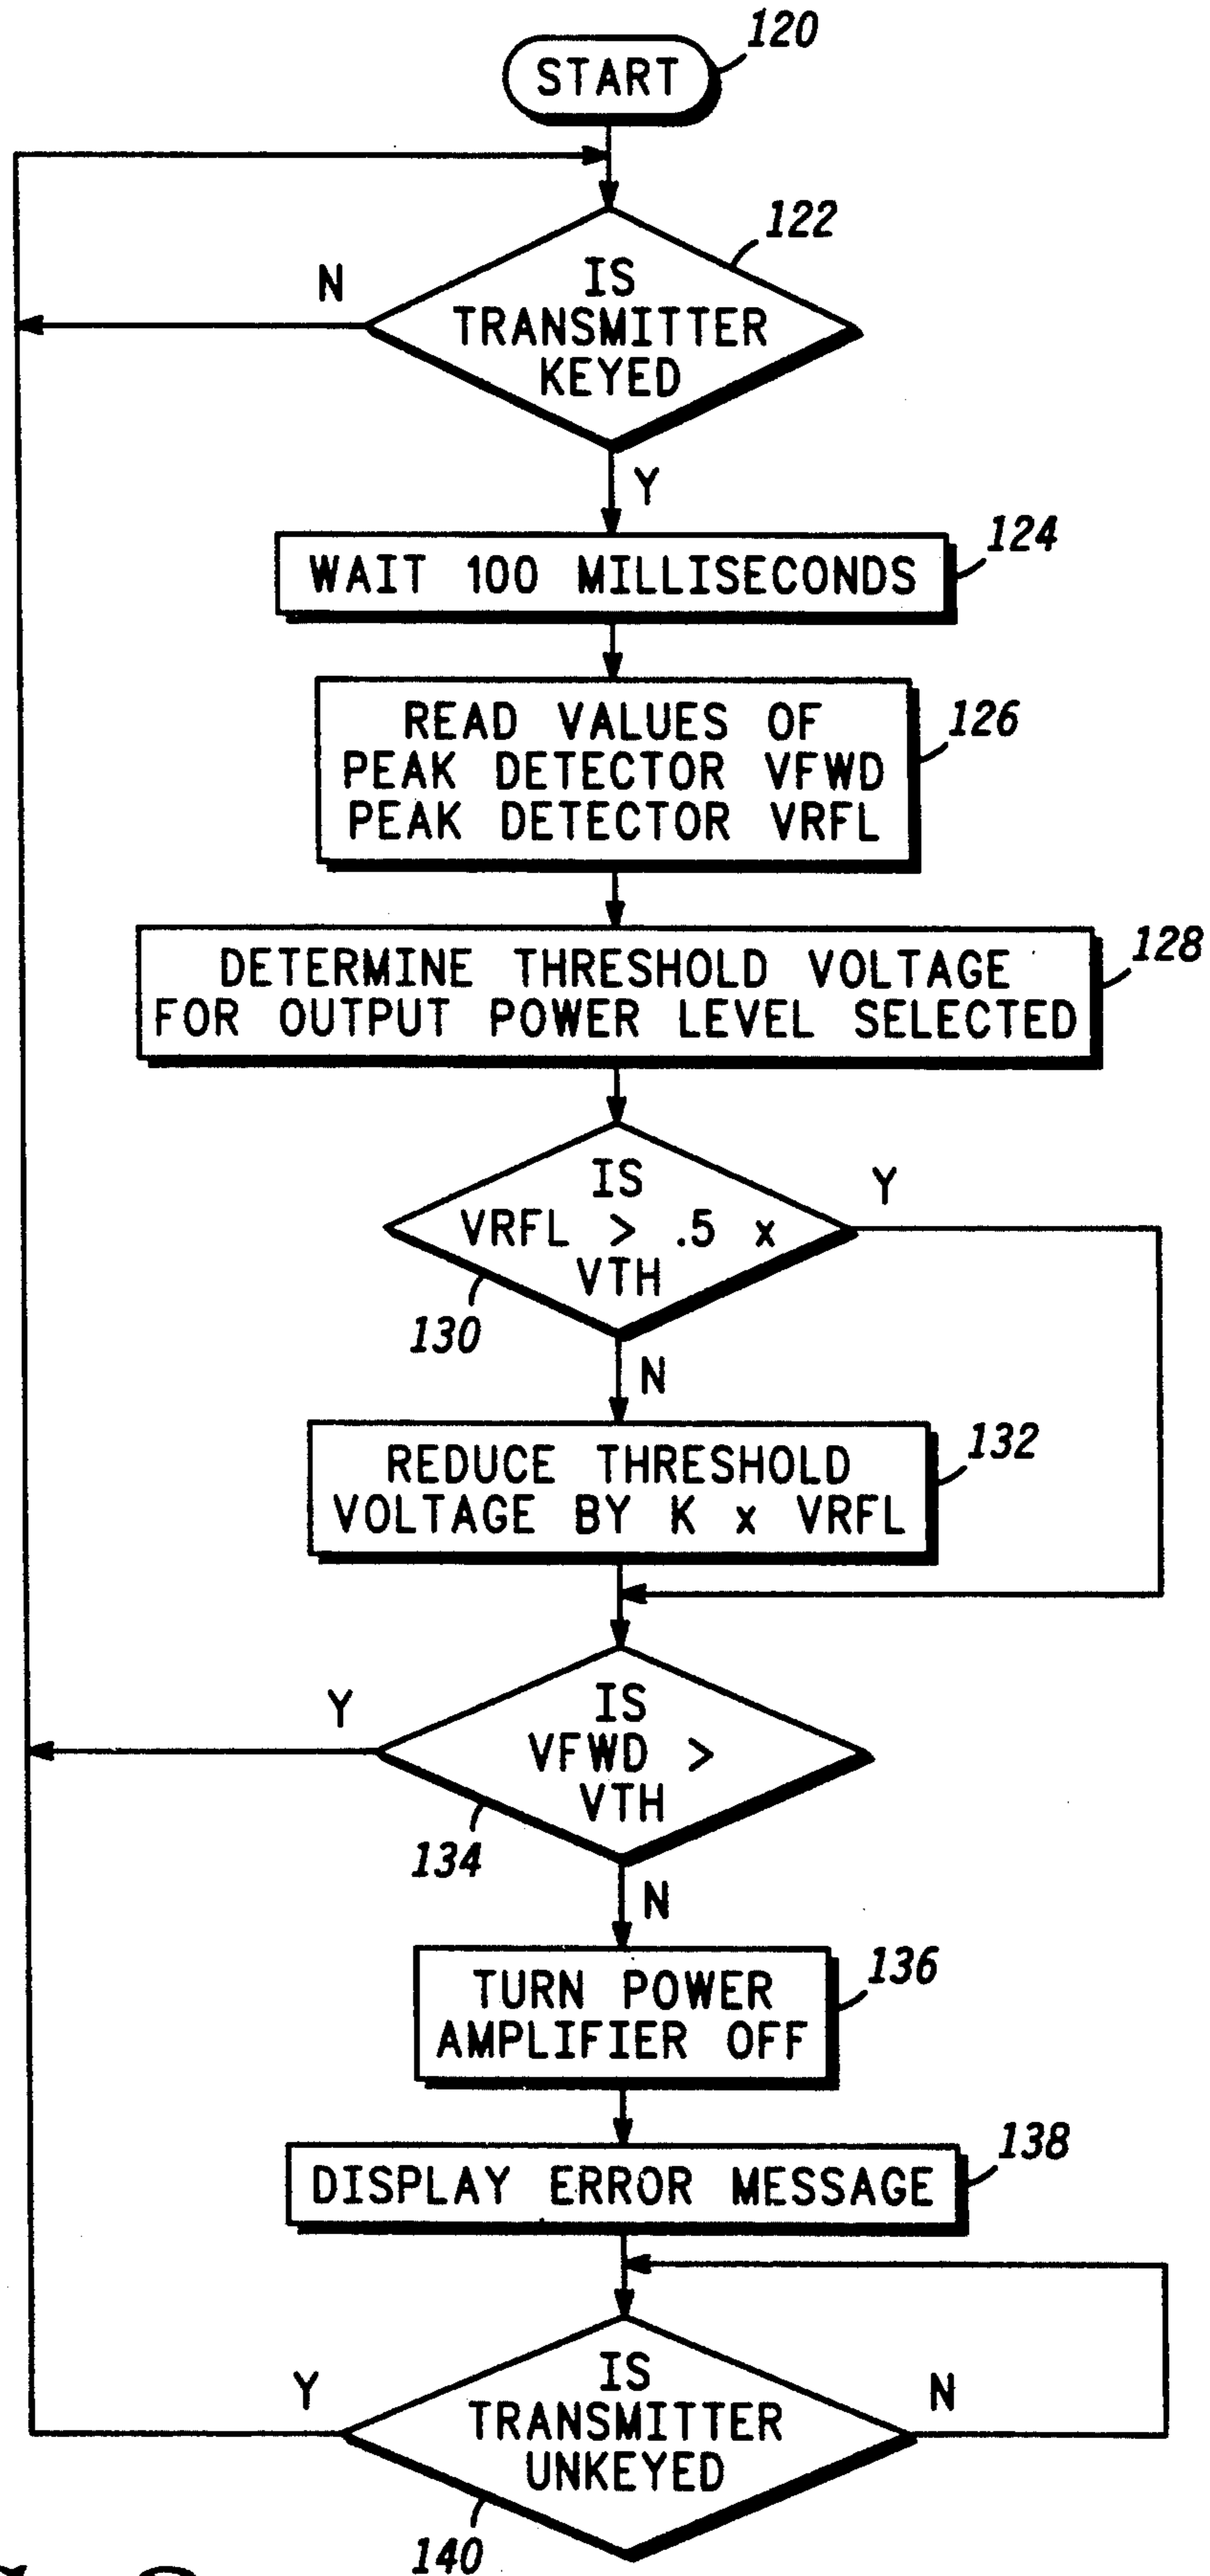 120
START
122
N
IS
TRANSMITTER
KEYED
Y
124
WAIT 100 MILLISECONDS
126
READ VALUES OF
PEAK DETECTOR VFWD
PEAK DETECTOR VRFL
128
DETERMINE THRESHOLD VOLTAGE
FOR OUTPUT POWER LEVEL SELECTED
IS
VRFL > .5 x
VTH
Y
130
N
132
REDUCE THRESHOLD
VOLTAGE BY K x VRFL
Y
IS
VFWD >
VTH
134
N
136
TURN POWER
AMPLIFIER OFF
138
DISPLAY ERROR MESSAGE
Y
IS
TRANSMITTER
UNKEYED
N
140